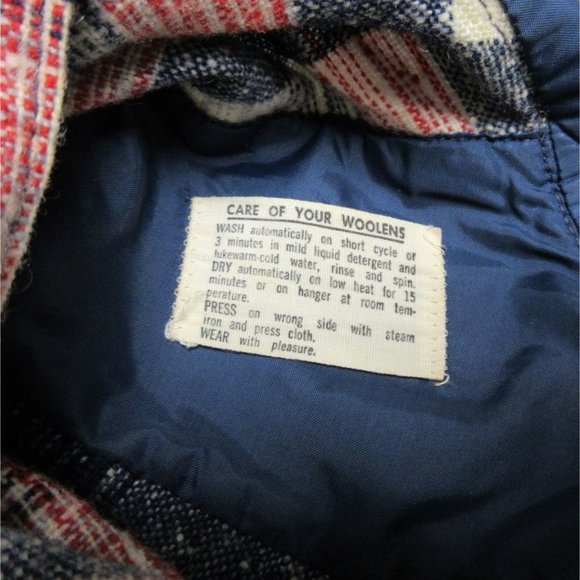 CARE OF YOUR WOOLENS
WASH automatically on short cycle or
3 minutes in mild liquid detergent and
lukewarm-cold water, rinse and spin.
DRY automatically on low heat for 15
minutes or on hanger at room tem-
perature.
PRESS on wrong side with steam
iron and press cloth.
WEAR with pleasure.